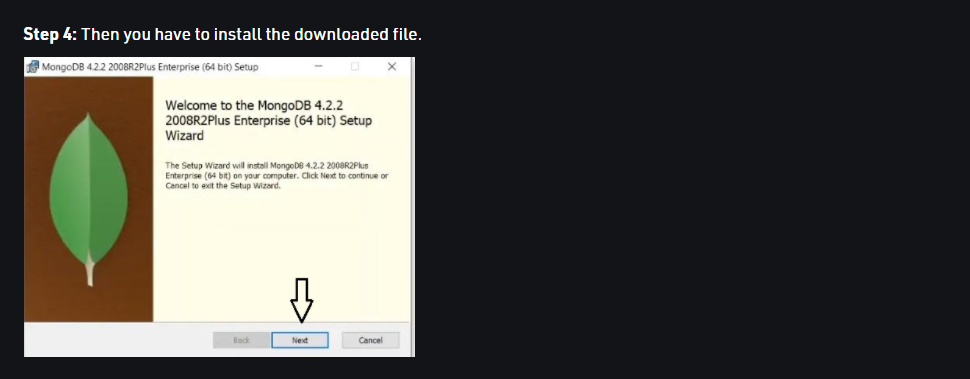 Step 4: Then you have to install the downloaded file.
MongoDB 4.2.2 2008R2Plus Enterprise (64 bit) Setup
Welcome to the MongoDB 4.2.2
2008R2Plus Enterprise (64 bit) Setup
Wizard
The Setup Wizard will install MongoDB 4.2.2 2008R2Plus
Enterprise (64 bit) on your computer. Click Next to continue or
Cancel to exit the Setup Wizard.
Back Next Cancel